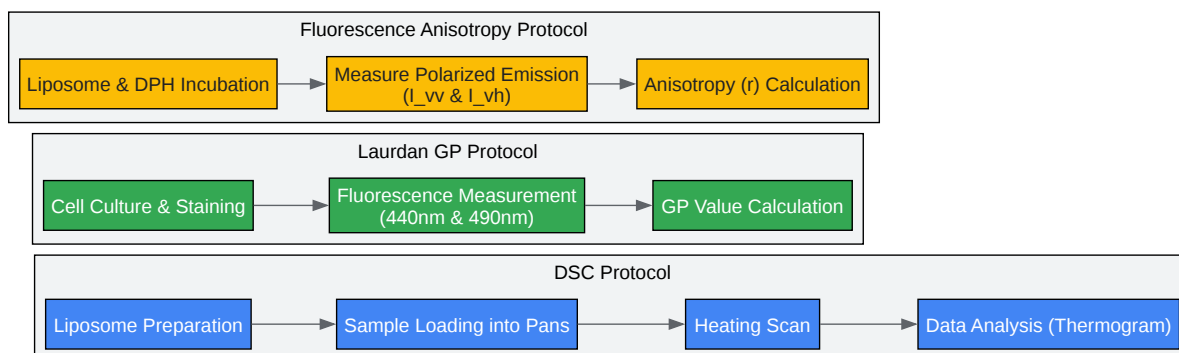 Fluorescence Anisotropy Protocol
Liposome & DPH Incubation
Measure Polarized Emission
(I_vv & I_vh)
Anisotropy (r) Calculation
Laurdan GP Protocol
Cell Culture & Staining
Fluorescence Measurement
(440nm & 490nm)
GP Value Calculation
DSC Protocol
Liposome Preparation
Sample Loading into Pans
Heating Scan
Data Analysis (Thermogram)